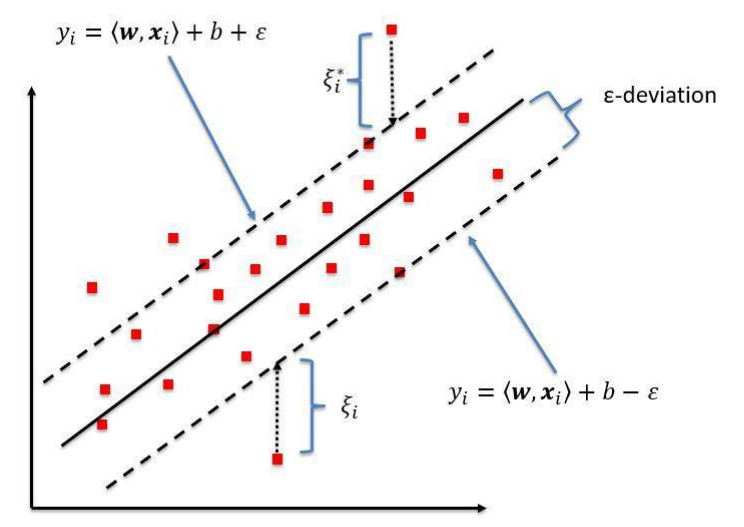 yᵢ = ⟨w, xᵢ⟩ + b + ε
ξᵢ*
ε-deviation
ξᵢ
yᵢ = ⟨w, xᵢ⟩ + b − ε